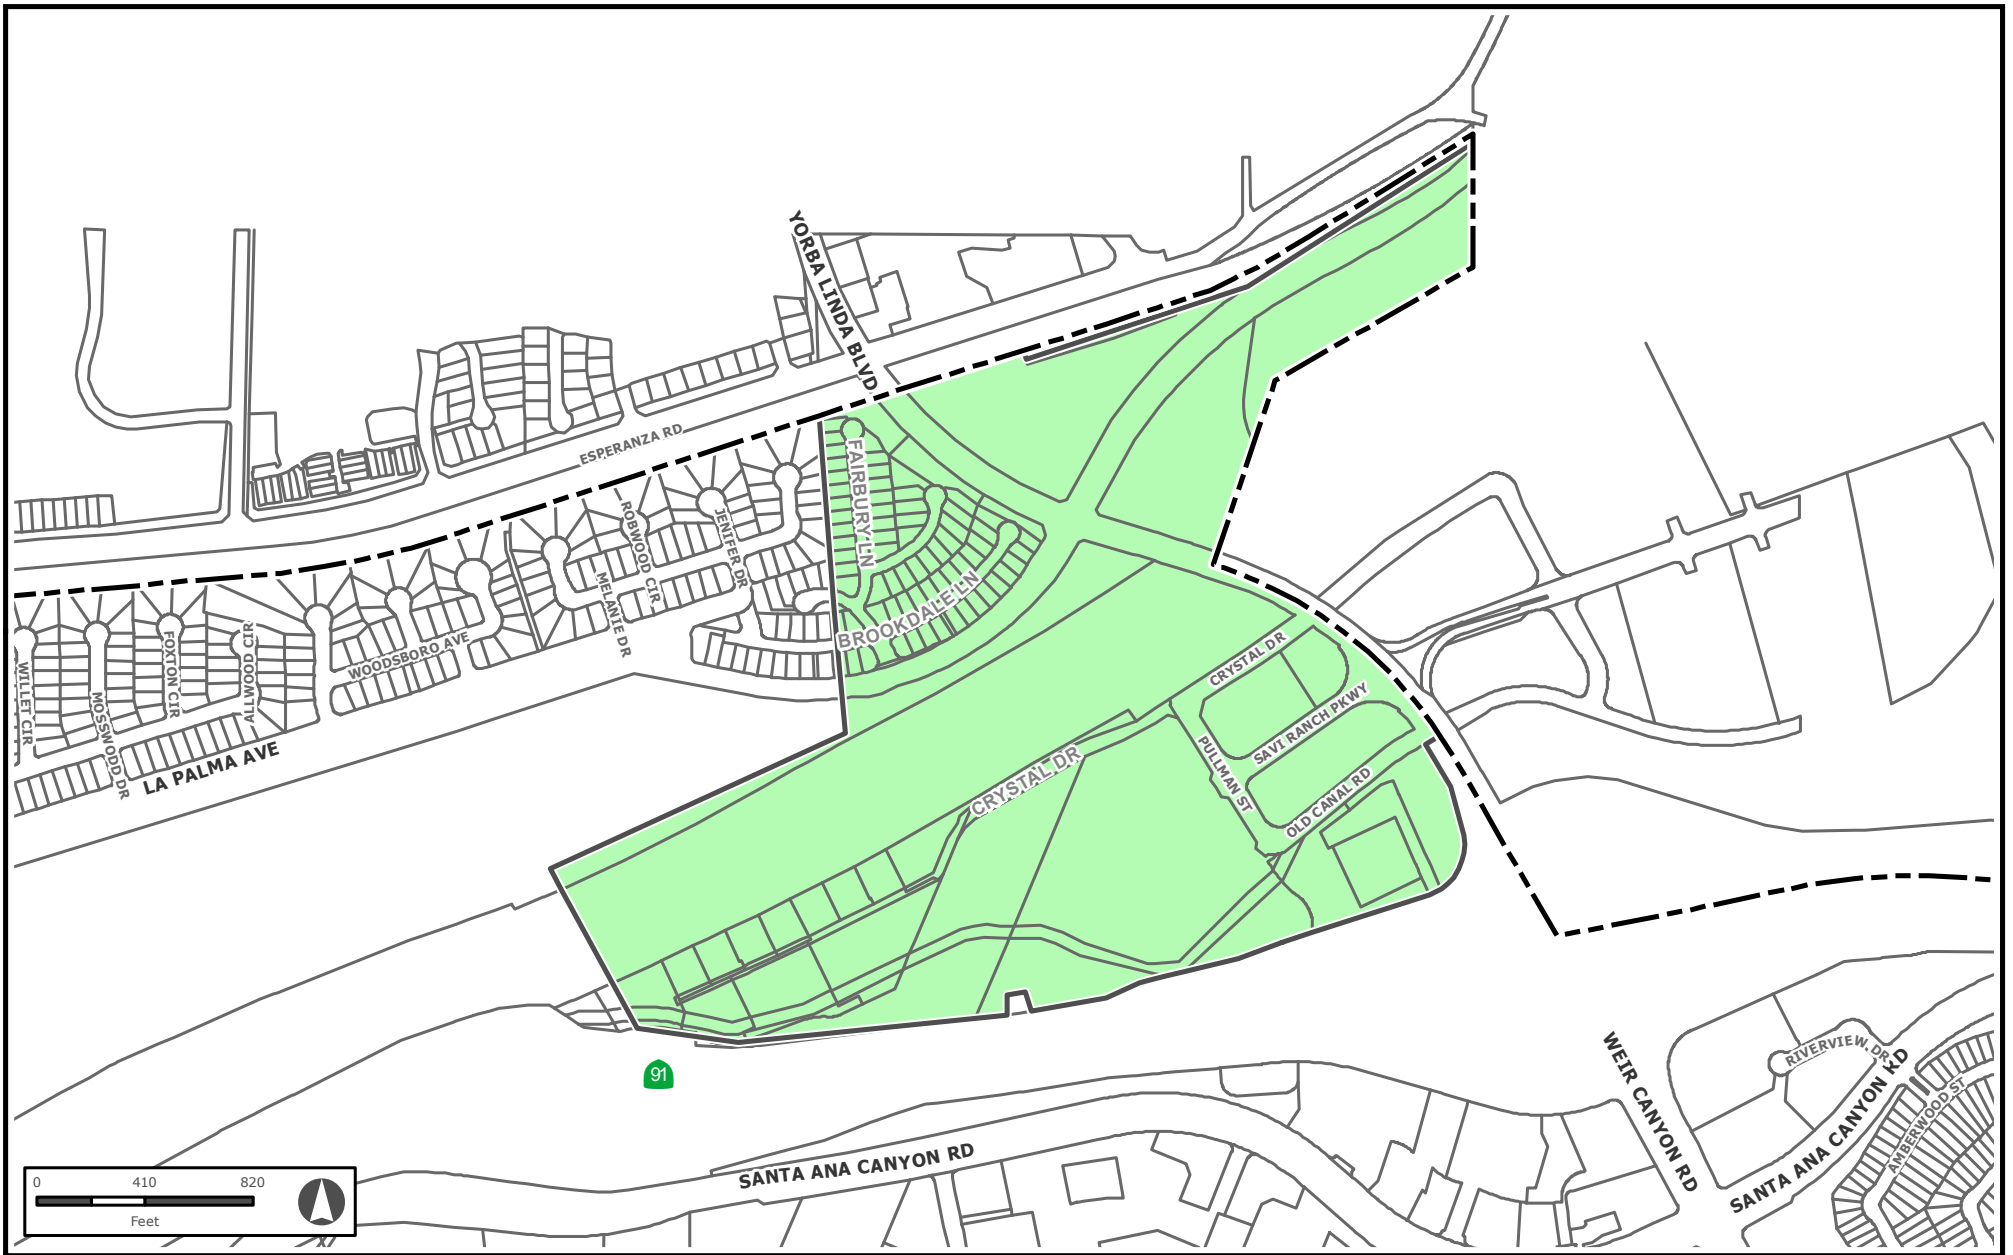 YORBA LINDA BLVD
ESPERANZA RD
FAIRBURY LN
ROBWOOD CIR
JENIFER DR
MELANIE DR
BROOKDALE LN
WILLET CIR
MOSSWODD DR
FOXTON CIR
ALLWOOD CIR
WOODSBORO AVE
LA PALMA AVE
CRYSTAL DR
SAVI RANCH PKWY
PULLMAN ST
CRYSTAL DR
OLD CANAL RD
91
WEIR CANYON RD
RIVERVIEW DR
SANTA ANA CANYON RD
AMBERWOOD ST
SANTA ANA CANYON RD
0 410 820
Feet